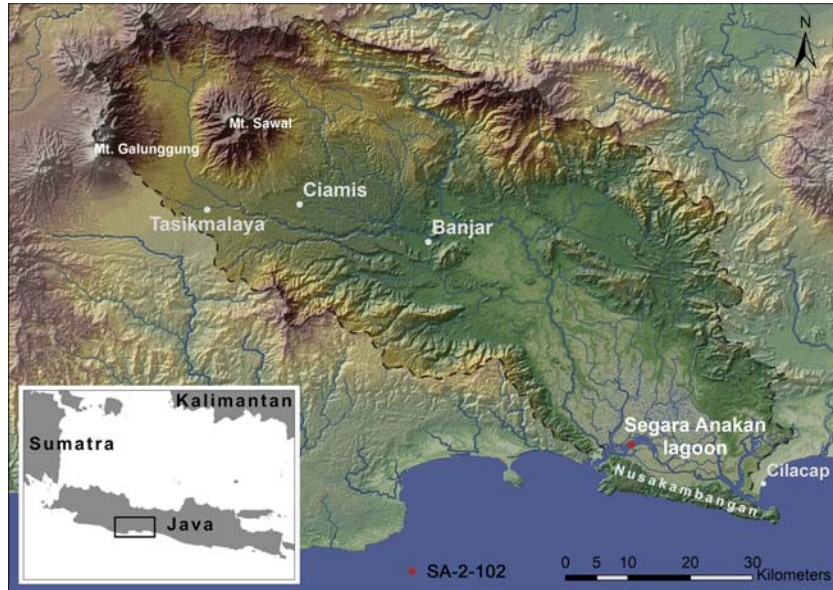 N
Mt. Sawal
Mt. Galunggung
Ciamis
Tasikmalaya
Banjar
Segara Anakan
lagoon
Cilacap
Nusakambangan
Kalimantan
Sumatra
Java
SA-2-102
0 5 10 20 30
Kilometers